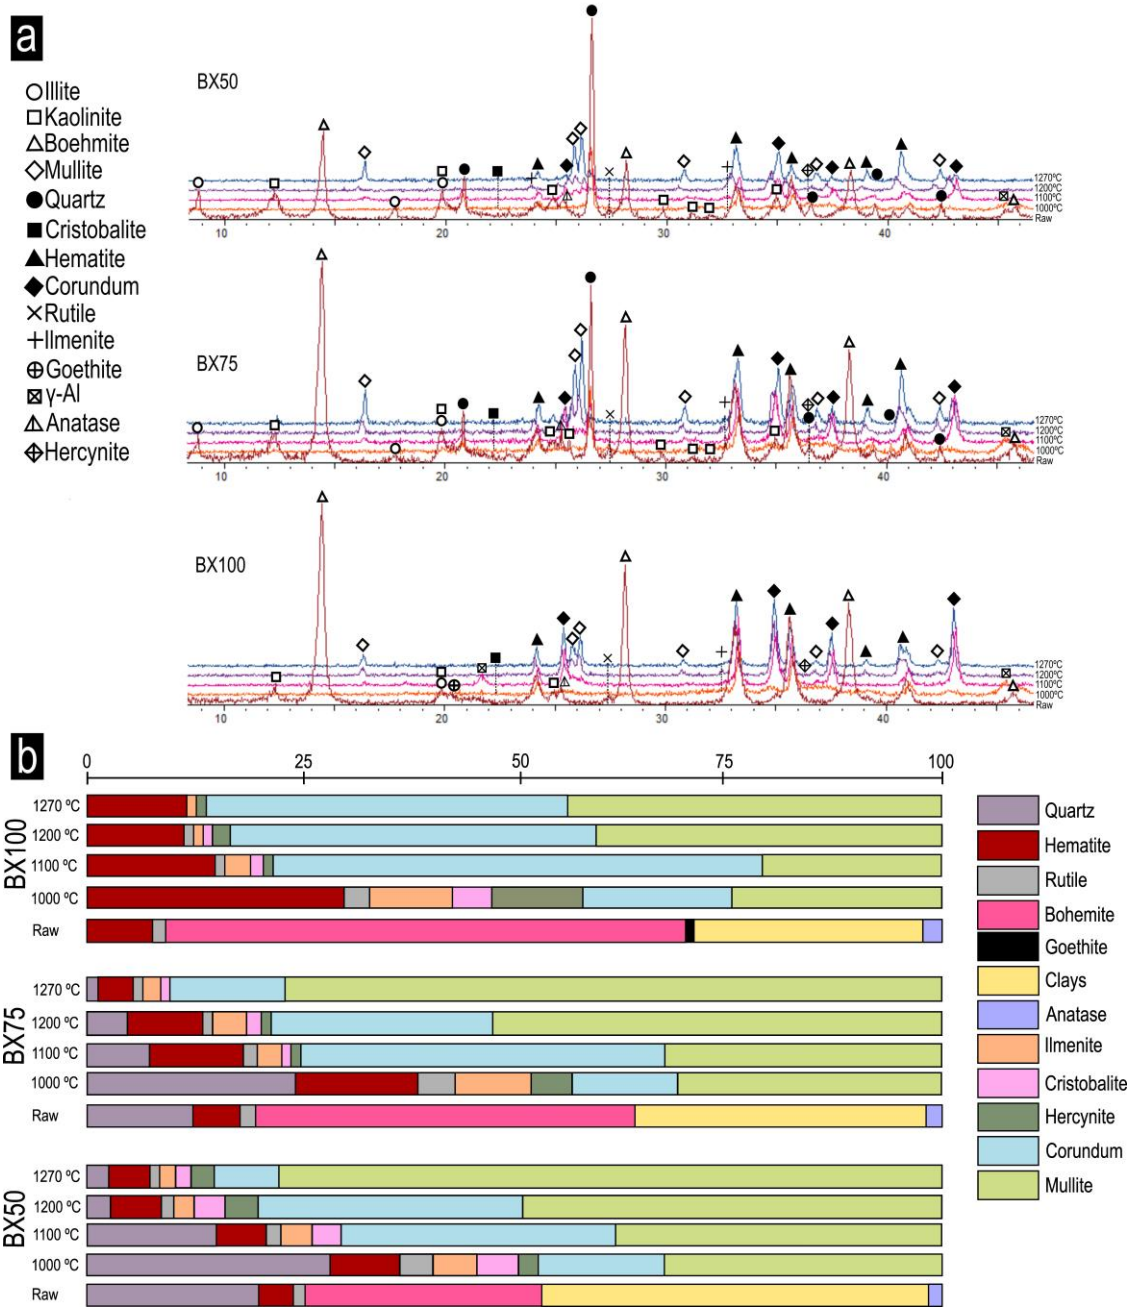 a
BX50
Illite
Kaolinite
Boehmite
Mullite
Quartz
Cristobalite
Hematite
Corundum
Rutile
Ilmenite
Goethite
γ-Al
Anatase
Hercynite
1270ºC
1200ºC
1100ºC
1000ºC
Raw
10 20 30 40
BX75
1270ºC
1200ºC
1100ºC
1000ºC
Raw
10 20 30 40
BX100
1270ºC
1200ºC
1100ºC
1000ºC
Raw
10 20 30 40
b
0 25 50 75 100
BX100
1270 ºC
1200 ºC
1100 ºC
1000 ºC
Raw
BX75
1270 ºC
1200 ºC
1100 ºC
1000 ºC
Raw
BX50
1270 ºC
1200 ºC
1100 ºC
1000 ºC
Raw
Quartz
Hematite
Rutile
Bohemite
Goethite
Clays
Anatase
Ilmenite
Cristobalite
Hercynite
Corundum
Mullite